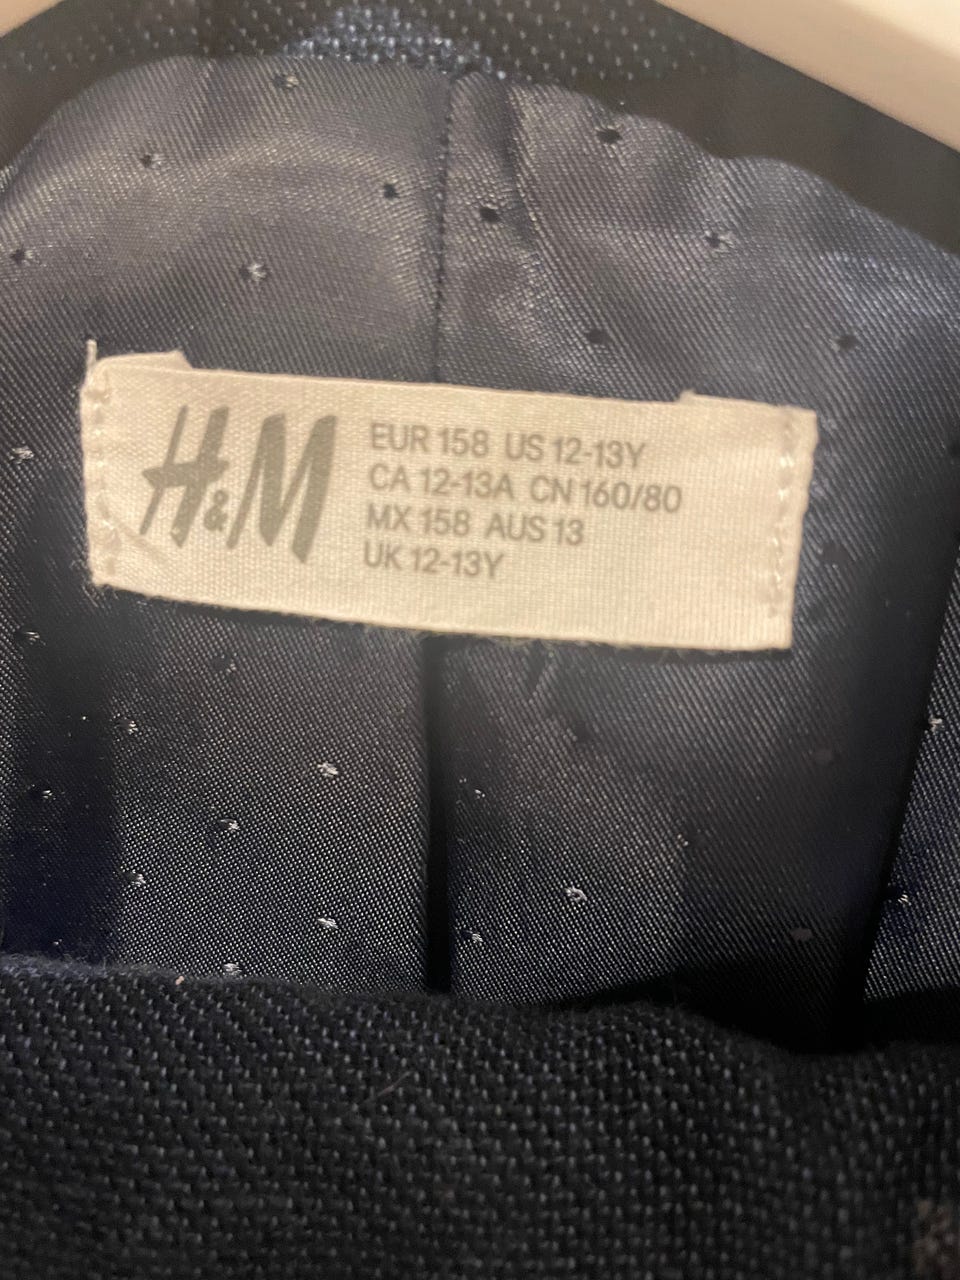 H&M
EUR 158 US 12-13Y
CA 12-13A CN 160/80
MX 158 AUS 13
UK 12-13Y